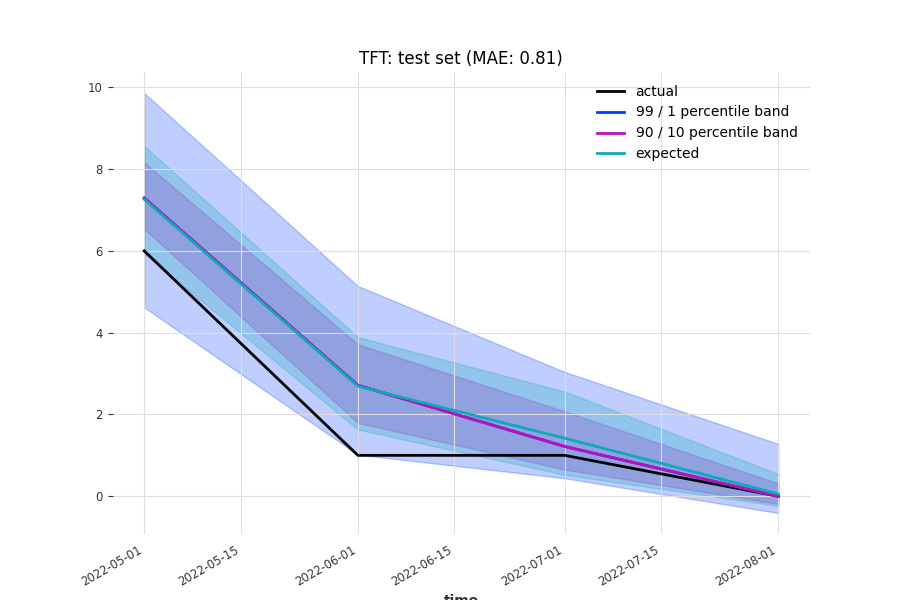 TFT: test set (MAE: 0.81)
actual
99 / 1 percentile band
90 / 10 percentile band
expected
10
8
6
4
2
0
2022-05-01
2022-05-15
2022-06-01
2022-06-15
2022-07-01
2022-07-15
2022-08-01
time